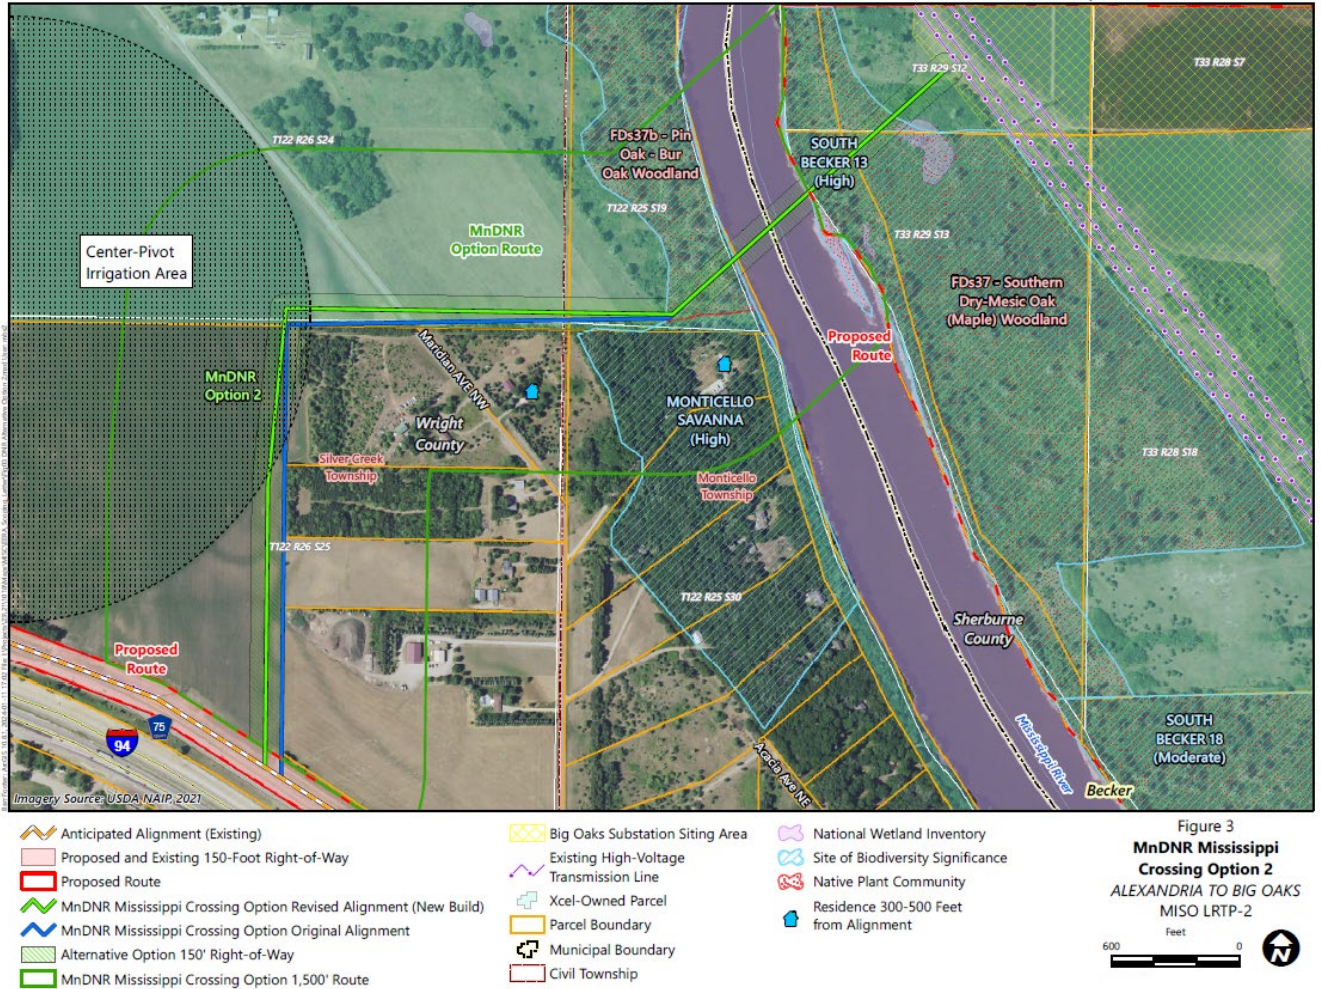 T33 R29 S12
T33 R28 S7
T122 R26 S24
FDs37b - Pin
Oak - Bur
Oak Woodland
SOUTH
BECKER 13
(High)
T122 R25 S19
MnDNR
Option Route
T33 R29 S13
Center-Pivot
Irrigation Area
FDs37 - Southern
Dry-Mesic Oak
(Maple) Woodland
Proposed
Route
Maridian AVE NW
MnDNR
Option 2
MONTICELLO
SAVANNA
(High)
Wright
County
T33 R28 S18
Silver Creek
Township
Monticello
Township
T122 R26 S25
T122 R25 S30
Sherburne
County
Proposed
Route
75
94
SOUTH
BECKER 18
(Moderate)
Mississippi River
Acacia Ave NE
Becker
Imagery Source: USDA NAIP, 2021
Anticipated Alignment (Existing)
Proposed and Existing 150-Foot Right-of-Way
Proposed Route
MnDNR Mississippi Crossing Option Revised Alignment (New Build)
MnDNR Mississippi Crossing Option Original Alignment
Alternative Option 150' Right-of-Way
MnDNR Mississippi Crossing Option 1,500' Route
Big Oaks Substation Siting Area
Existing High-Voltage
Transmission Line
Xcel-Owned Parcel
Parcel Boundary
Municipal Boundary
Civil Township
National Wetland Inventory
Site of Biodiversity Significance
Native Plant Community
Residence 300-500 Feet
from Alignment
Figure 3
MnDNR Mississippi
Crossing Option 2
ALEXANDRIA TO BIG OAKS
MISO LRTP-2
Feet
600 0
N